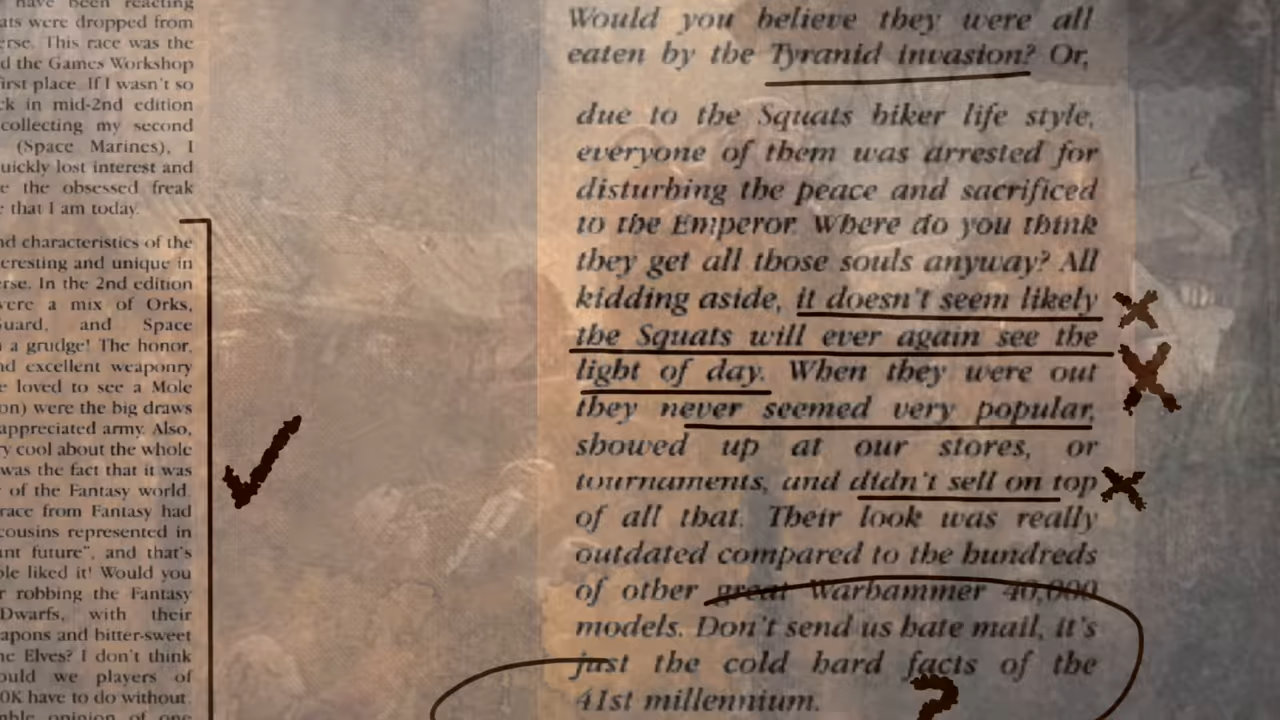 have been reacting
ats were dropped from
erse. This race was the
d the Games Workshop
first place. If I wasn't so
ck in mid-2nd edition
collecting my second
(Space Marines), I
uickly lost interest and
e the obsessed freak
e that I am today.
nd characteristics of the
eresting and unique in
erse. In the 2nd edition
were a mix of Orks,
Guard, and Space
a grudge! The honor,
nd excellent weaponry
e loved to see a Mole
on) were the big draws
appreciated army. Also,
ry cool about the whole
was the fact that it was
of the Fantasy world.
race from Fantasy had
cousins represented in
ant future", and that's
ple liked it! Would you
r robbing the Fantasy
Dwarfs, with their
apons and bitter-sweet
he Elves? I don't think
ould we players of
0K have to do without.
mble opinion of one
Would you believe they were all
eaten by the Tyranid invasion? Or,
due to the Squats biker life style,
everyone of them was arrested for
disturbing the peace and sacrificed
to the Emperor. Where do you think
they get all those souls anyway? All
kidding aside, it doesn't seem likely
the Squats will ever again see the
light of day. When they were out
they never seemed very popular,
showed up at our stores, or
tournaments, and didn't sell on top
of all that. Their look was really
outdated compared to the hundreds
of other great Warhammer 40,000
models. Don't send us hate mail, it's
just the cold hard facts of the
41st millennium.
?